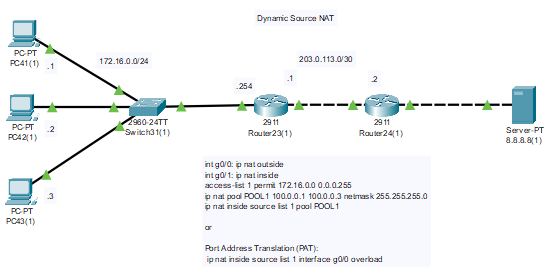 Dynamic Source NAT
PC-PT
PC41(1)
.1
172.16.0.0/24
203.0.113.0/30
PC-PT
PC42(1)
.2
2960-24TT
Switch31(1)
.254
2911
Router23(1)
.1
.2
2911
Router24(1)
Server-PT
8.8.8.8(1)
PC-PT
PC43(1)
.3
int g0/0: ip nat outside
int g0/1: ip nat inside
access-list 1 permit 172.16.0.0 0.0.0.255
ip nat pool POOL1 100.0.0.1 100.0.0.3 netmask 255.255.255.0
ip nat inside source list 1 pool POOL1
or
Port Address Translation (PAT):
ip nat inside source list 1 interface g0/0 overload